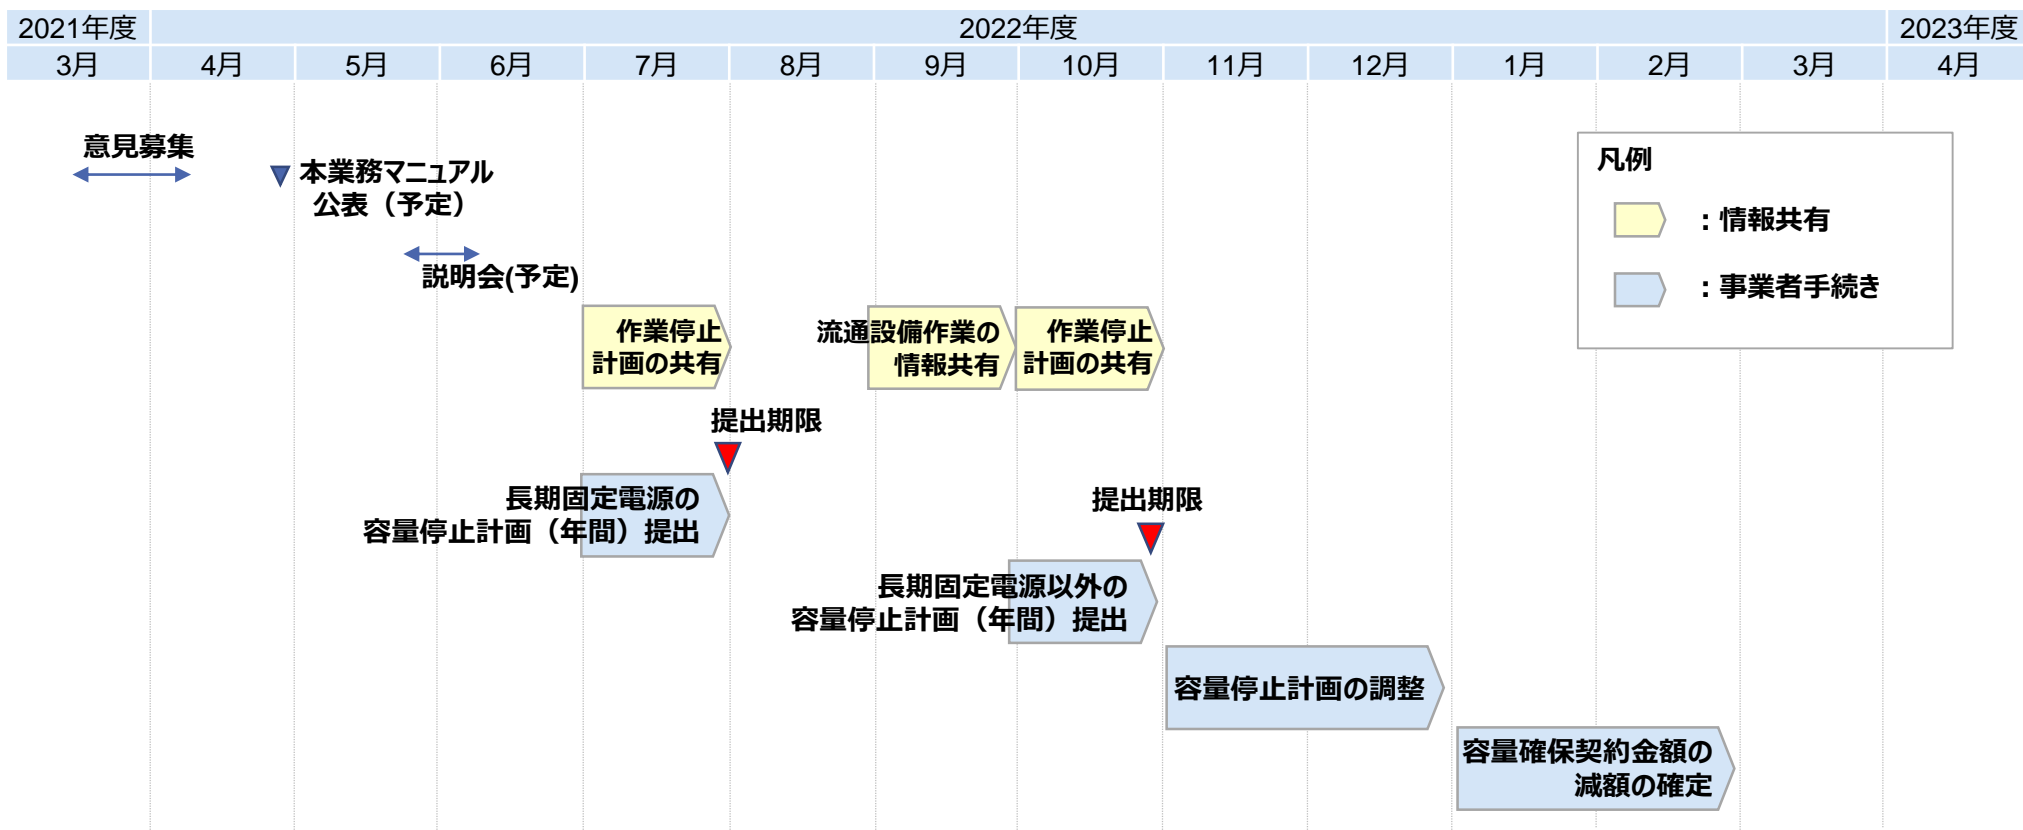 2021年度 2022年度 2023年度
3月 4月 5月 6月 7月 8月 9月 10月 11月 12月 1月 2月 3月 4月
意見募集
本業務マニュアル
公表（予定）
説明会(予定)
凡例
：情報共有
：事業者手続き
作業停止
計画の共有
流通設備作業の
情報共有
作業停止
計画の共有
提出期限
長期固定電源の
容量停止計画（年間）提出
提出期限
長期固定電源以外の
容量停止計画（年間）提出
容量停止計画の調整
容量確保契約金額の
減額の確定